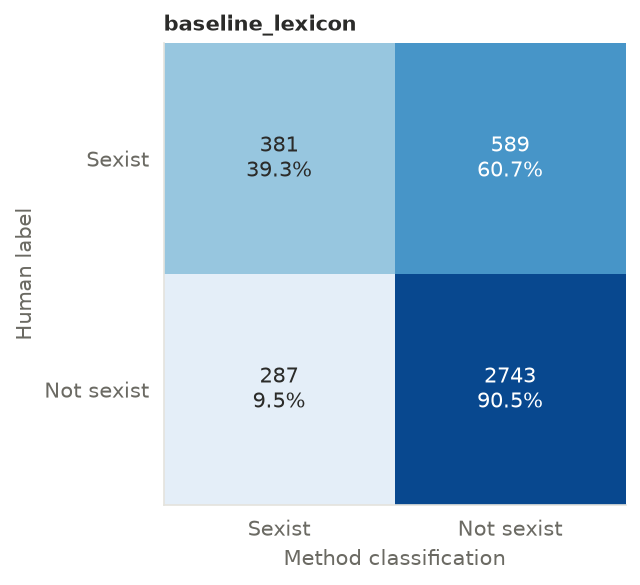 baseline_lexicon
Human label
Sexist
381
39.3%
589
60.7%
Not sexist
287
9.5%
2743
90.5%
Sexist
Not sexist
Method classification